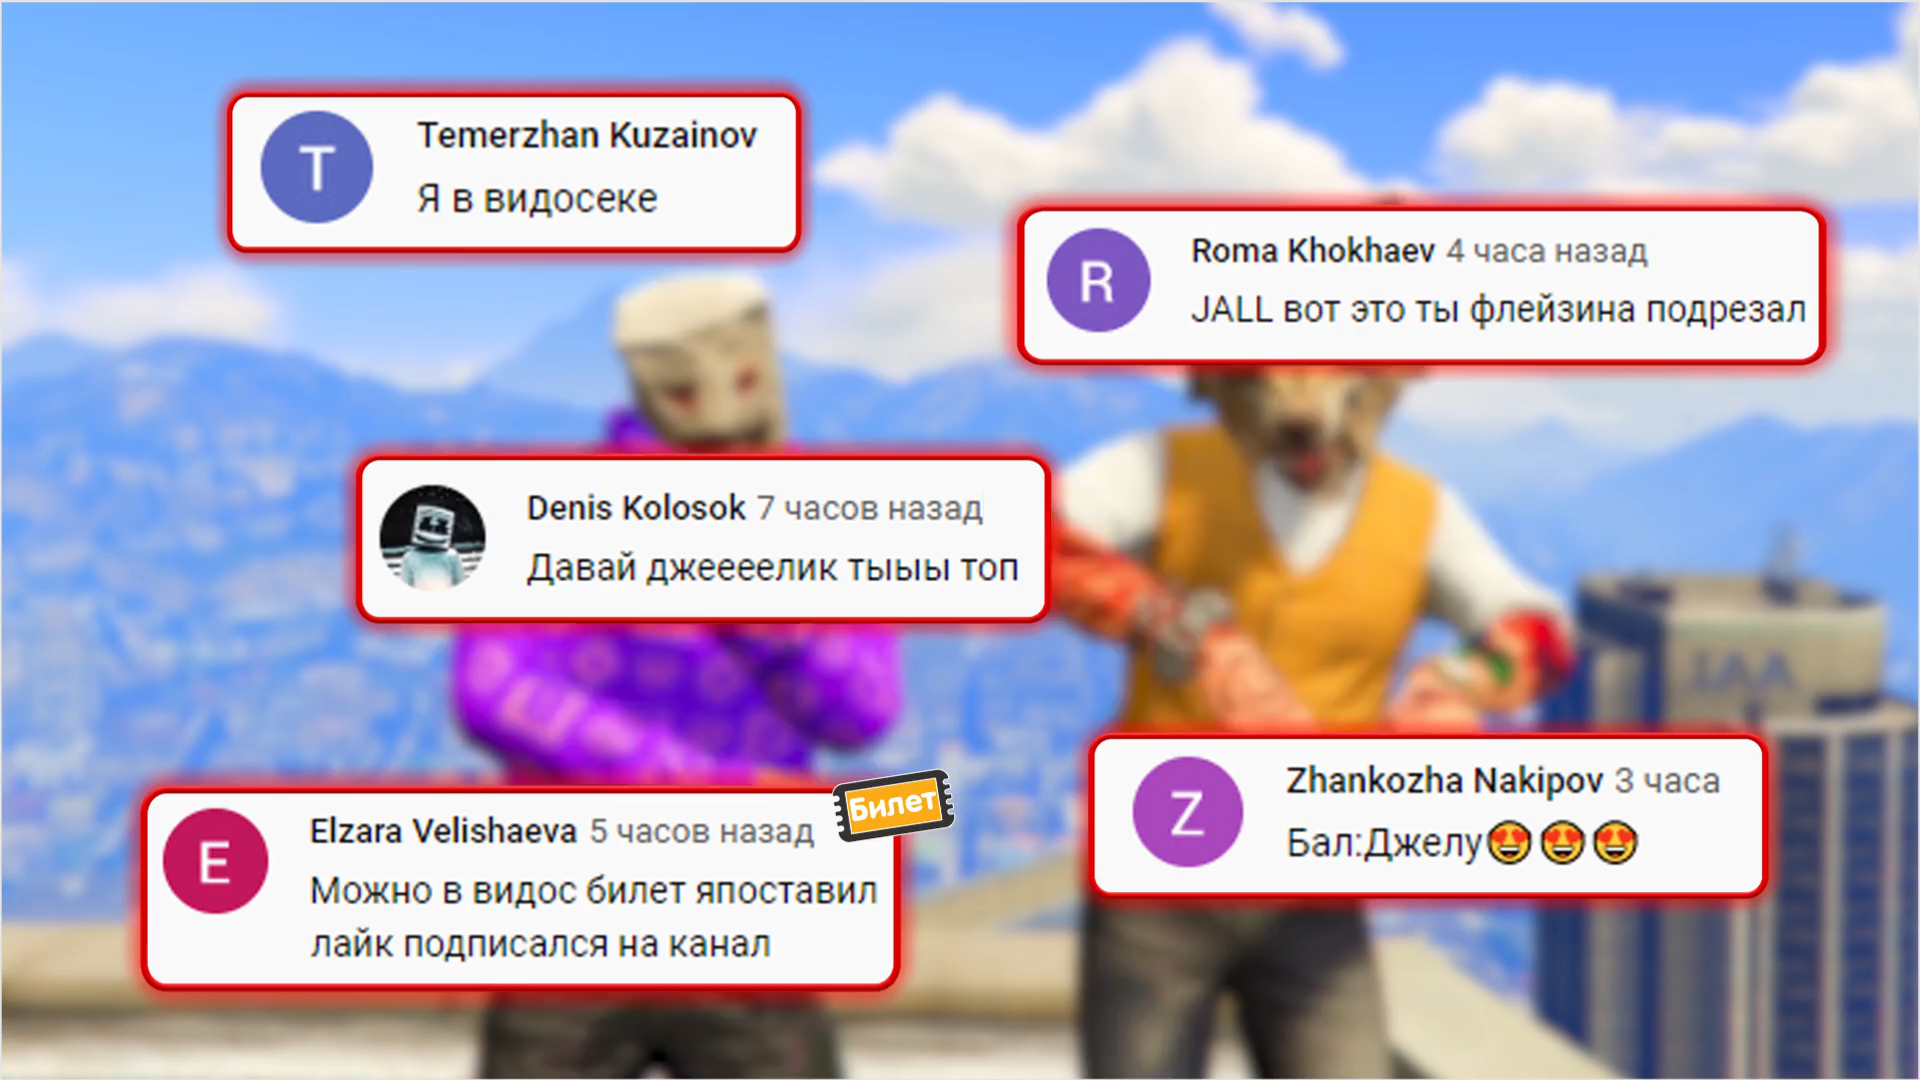 T
Temerzhan Kuzainov
Я в видосеке
R
Roma Khokhaev 4 часа назад
JALL вот это ты флейзина подрезал
Denis Kolosok 7 часов назад
Давай джеееелик тыыы топ
IAA
Билет
E
Elzara Velishaeva 5 часов назад
Можно в видос билет япоставил
лайк подписался на канал
Z
Zhankozha Nakipov 3 часа
Бал:Джелу😍😍😍